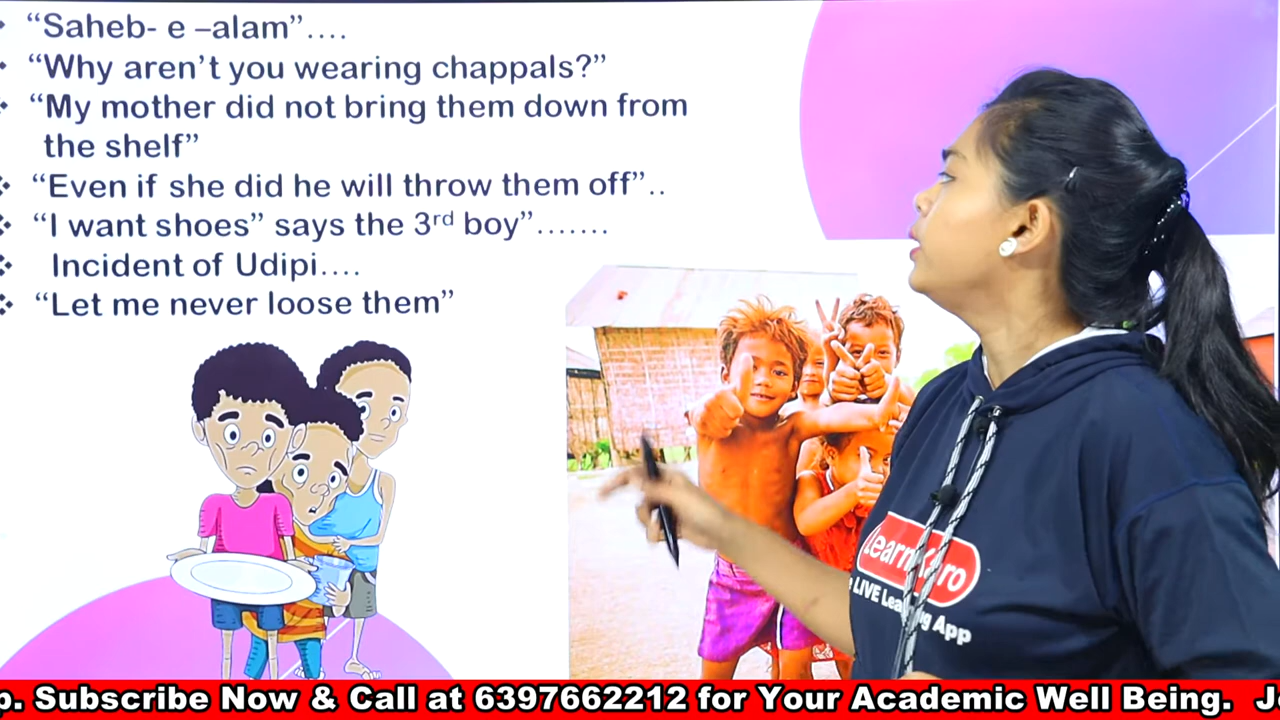 “Saheb- e –alam”....
“Why aren’t you wearing chappals?”
“My mother did not bring them down from
the shelf”
“Even if she did he will throw them off”..
“I want shoes” says the 3rd boy”.......
Incident of Udipi....
“Let me never loose them”
LIVE Learning App
p. Subscribe Now & Call at 6397662212 for Your Academic Well Being.